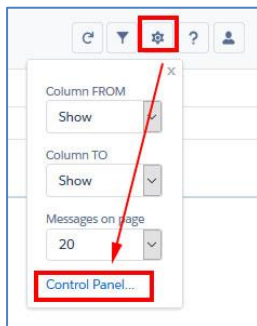 ?
x
Column FROM
Show
Column TO
Show
Messages on page
20
Control Panel...